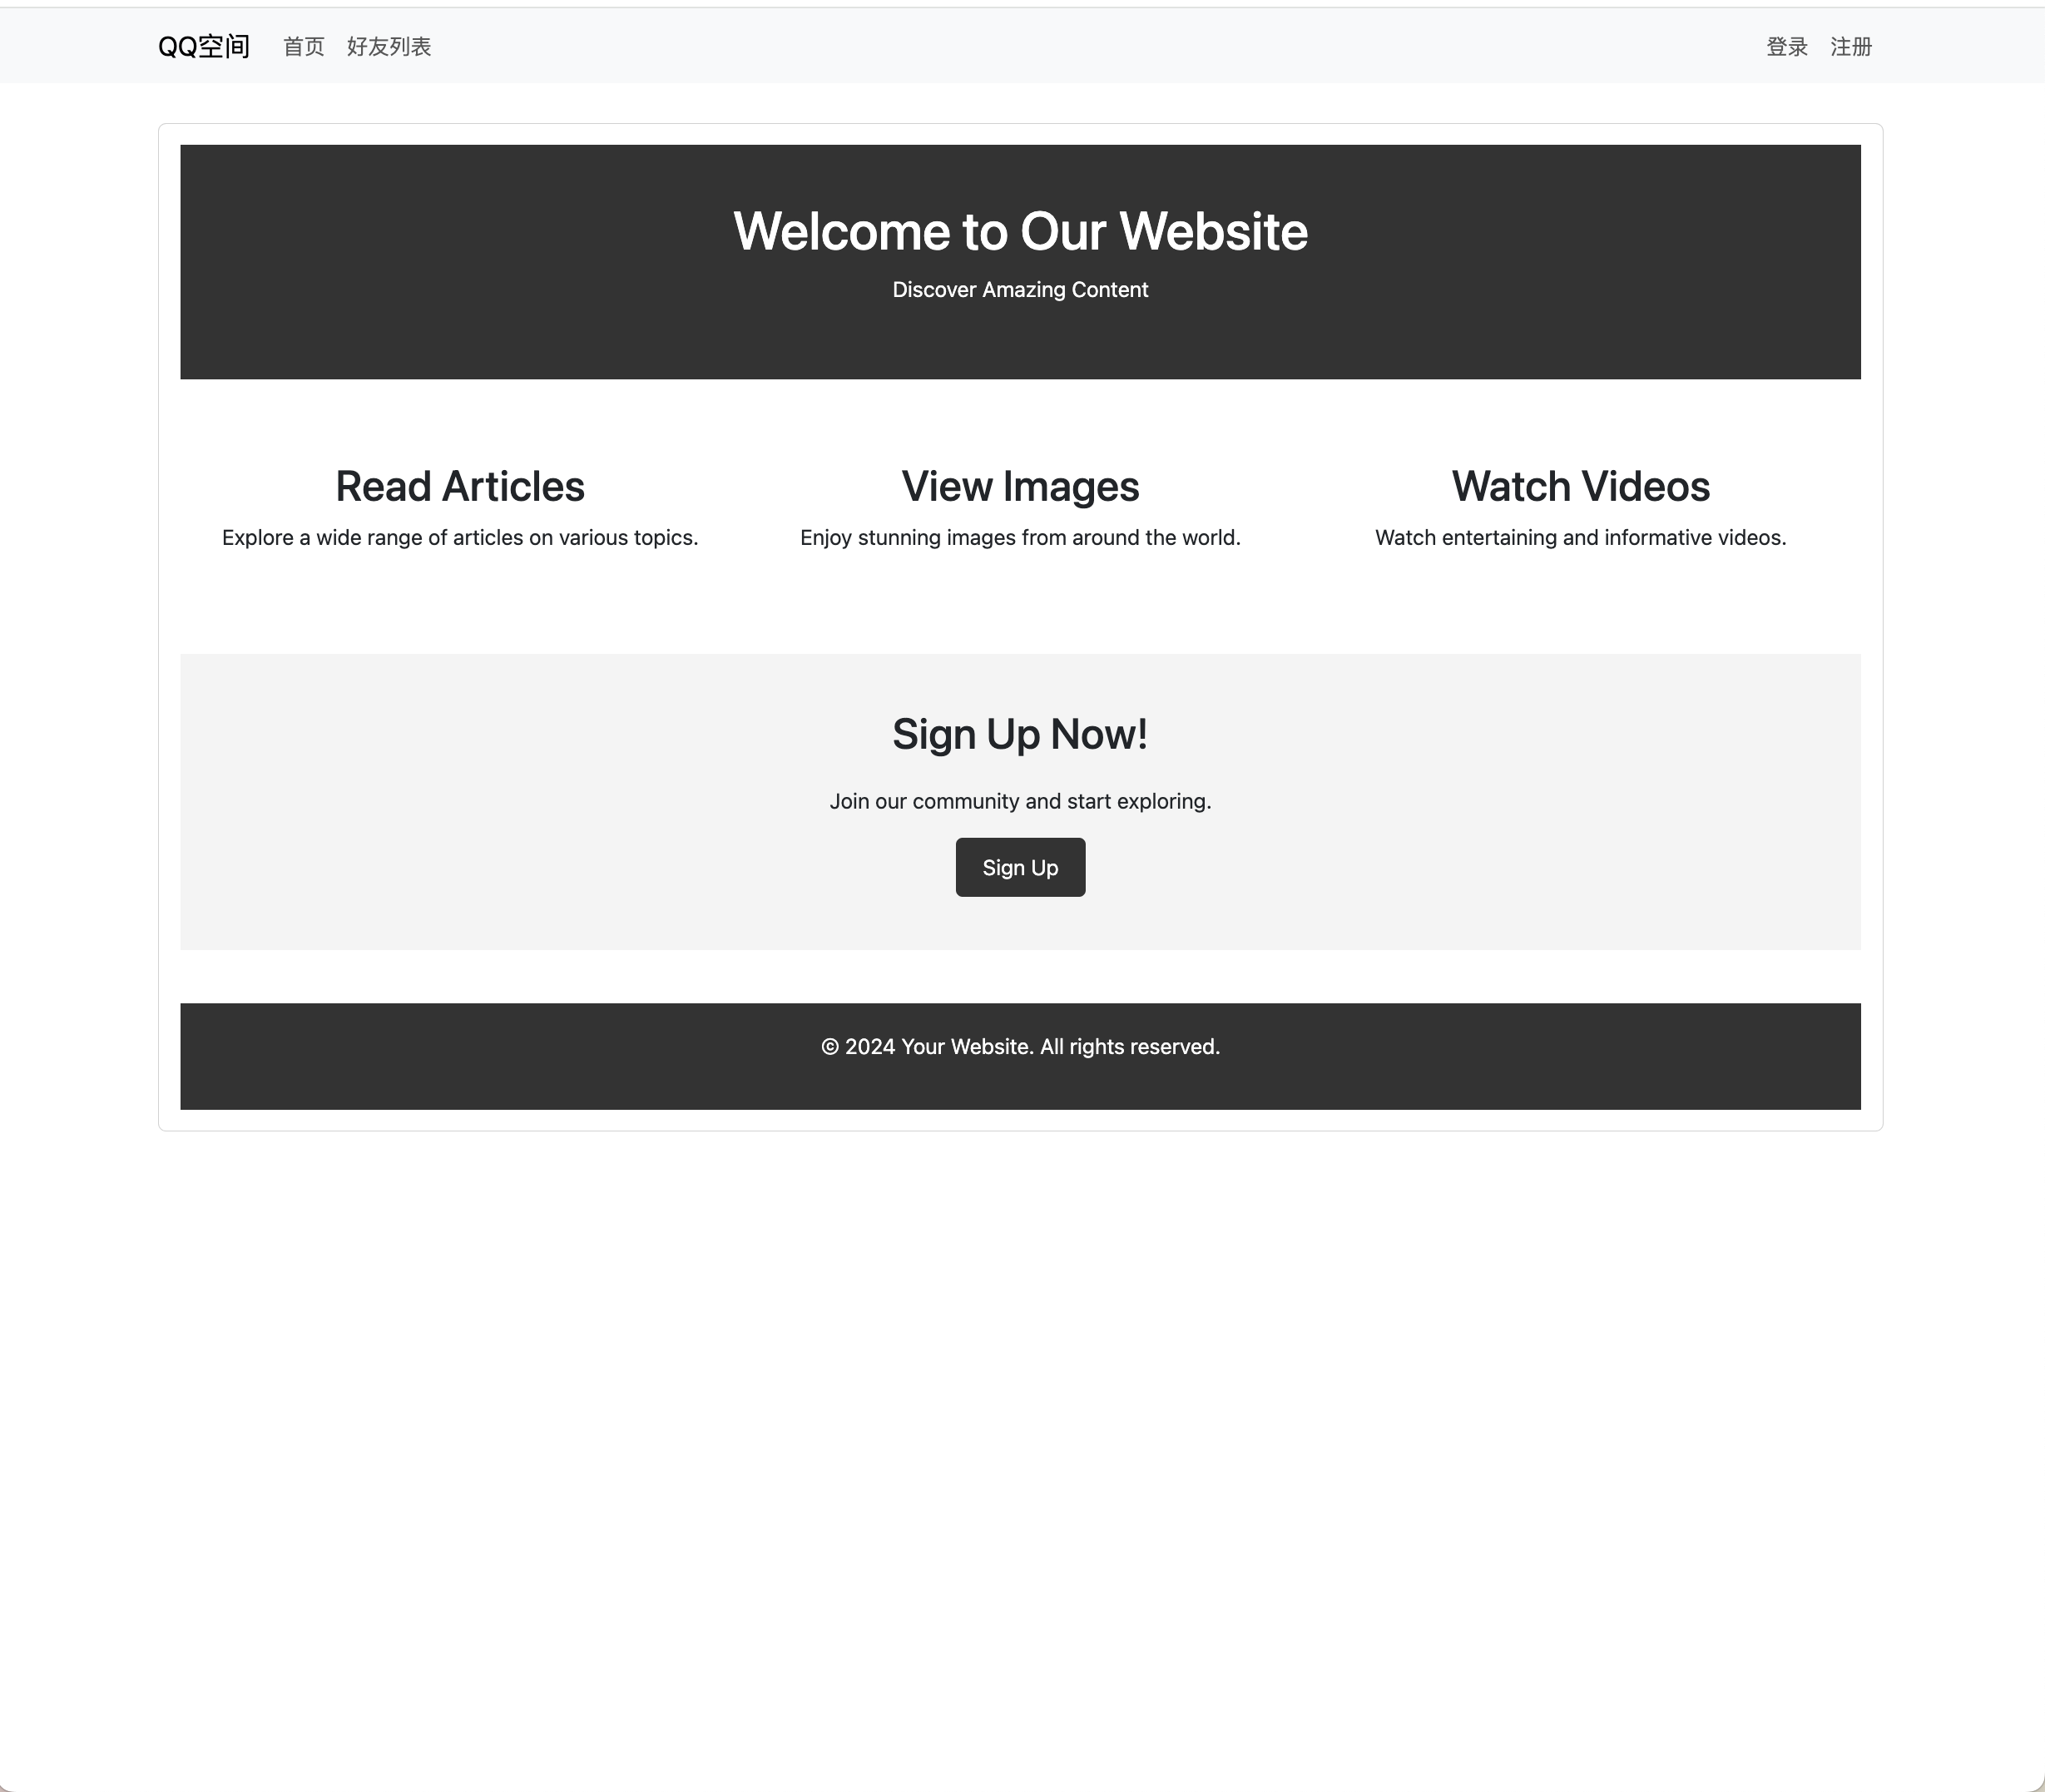 QQ空间 首页 好友列表 登录 注册
Welcome to Our Website
Discover Amazing Content
Read Articles
Explore a wide range of articles on various topics.
View Images
Enjoy stunning images from around the world.
Watch Videos
Watch entertaining and informative videos.
Sign Up Now!
Join our community and start exploring.
Sign Up
© 2024 Your Website. All rights reserved.